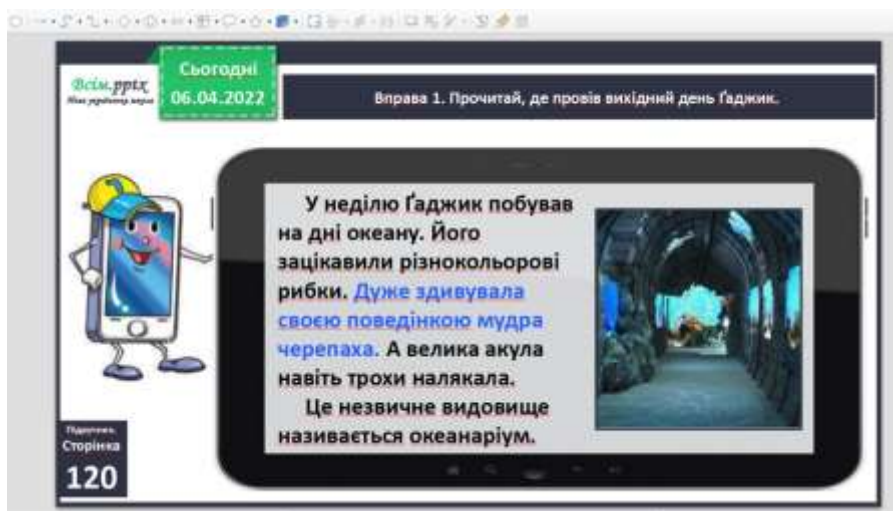 Всім.pptx
Нова українська школа
Сьогодні
06.04.2022
Вправа 1. Прочитай, де провів вихідний день Ґаджик.
У неділю Ґаджик побував
на дні океану. Його
зацікавили різнокольорові
рибки. Дуже здивувала
своєю поведінкою мудра
черепаха. А велика акула
навіть трохи налякала.
Це незвичне видовище
називається океанаріум.
Підручник.
Сторінка
120